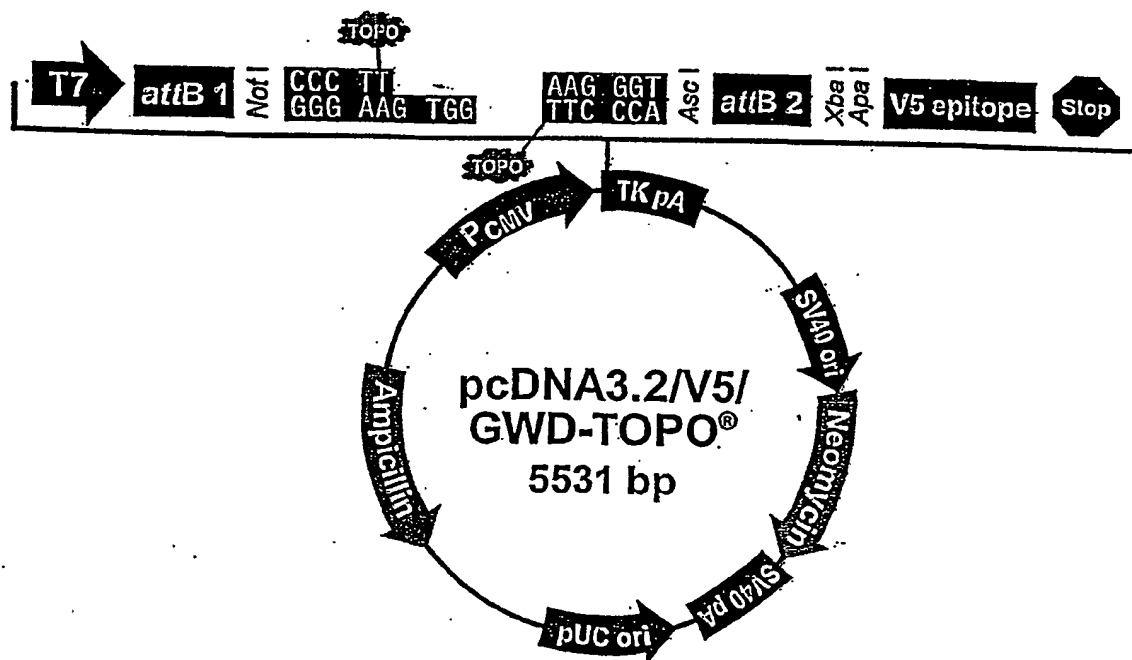 TOPO
T7 attB 1 Not I CCC TT AAG GGT Asc I attB 2 Xba I Apa I V5 epitope Stop
GGG AAG TGG TTC CCA
TOPO
PCMV TK pA
SV40 ori
Ampicillin pcDNA3.2/V5/ Neomycin
GWD-TOPO®
5531 bp
SV40 pA
pUC ori